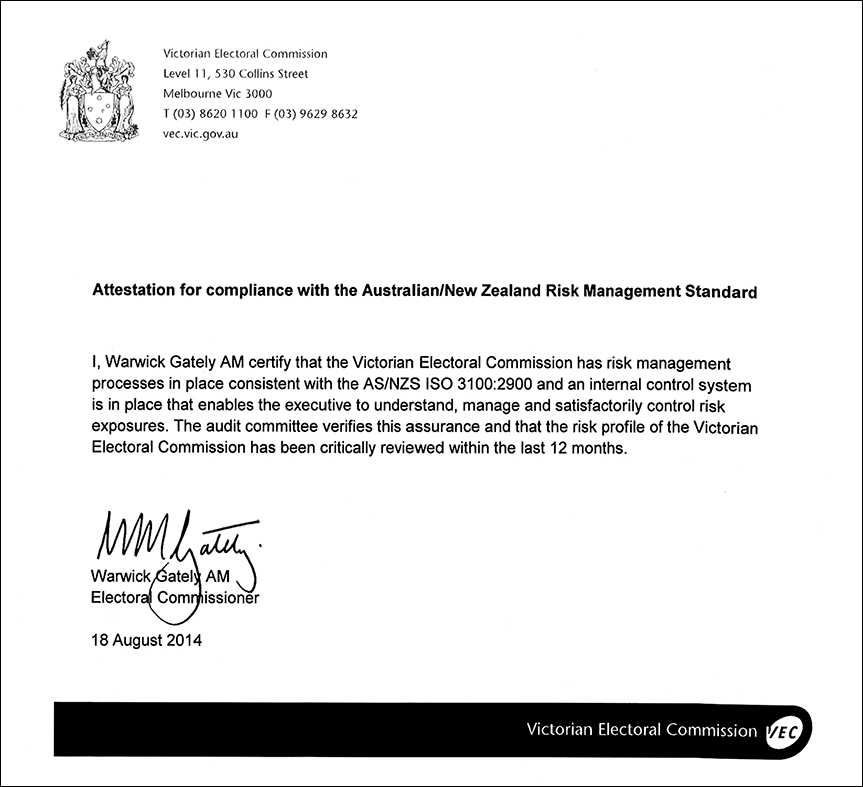 Victorian Electoral Commission
Level 11, 530 Collins Street
Melbourne Vic 3000
T (03) 8620 1100 F (03) 9629 8632
vec.vic.gov.au
Attestation for compliance with the Australian/New Zealand Risk Management Standard
I, Warwick Gately AM certify that the Victorian Electoral Commission has risk management
processes in place consistent with the AS/NZS ISO 3100:2900 and an internal control system
is in place that enables the executive to understand, manage and satisfactorily control risk
exposures. The audit committee verifies this assurance and that the risk profile of the Victorian
Electoral Commission has been critically reviewed within the last 12 months.
WM Gately.
Warwick Gately AM
Electoral Commissioner
18 August 2014
Victorian Electoral Commission VEC